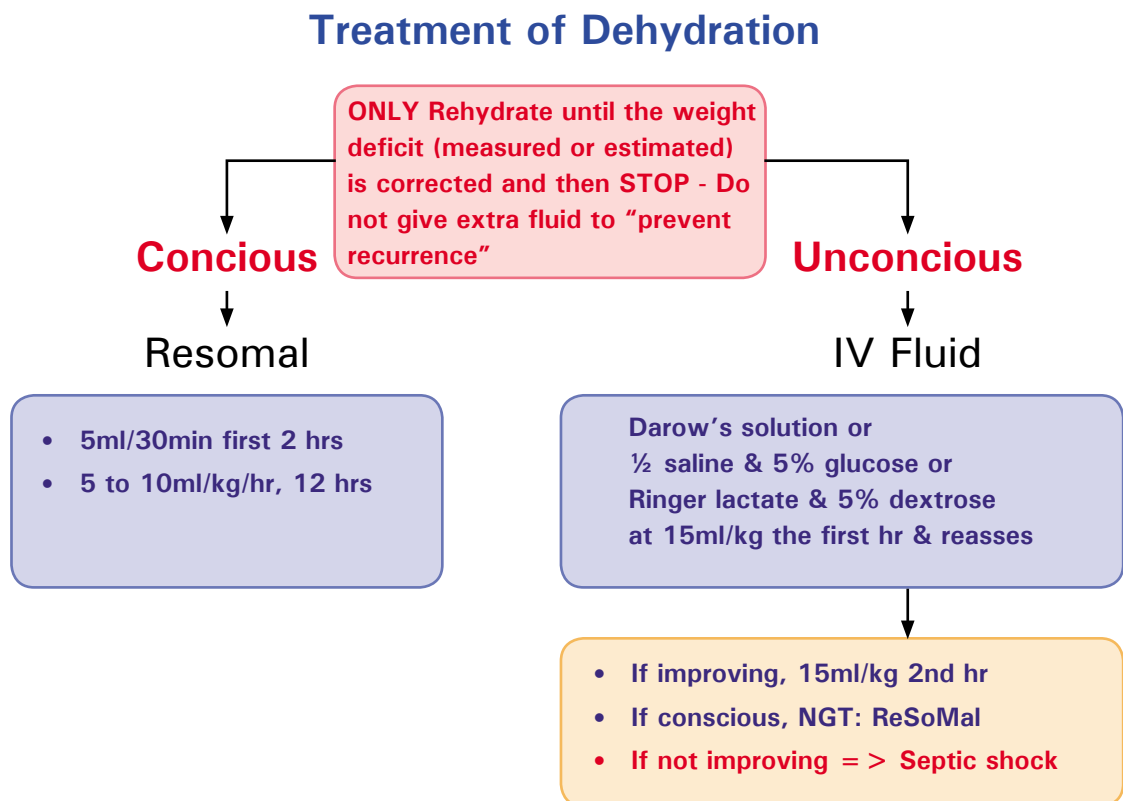 Treatment of Dehydration
ONLY Rehydrate until the weight
deficit (measured or estimated)
is corrected and then STOP - Do
not give extra fluid to “prevent
recurrence”
Concious
Resomal
• 5ml/30min first 2 hrs
• 5 to 10ml/kg/hr, 12 hrs
Unconcious
IV Fluid
Darow’s solution or
½ saline & 5% glucose or
Ringer lactate & 5% dextrose
at 15ml/kg the first hr & reasses
• If improving, 15ml/kg 2nd hr
• If conscious, NGT: ReSoMal
• If not improving = > Septic shock